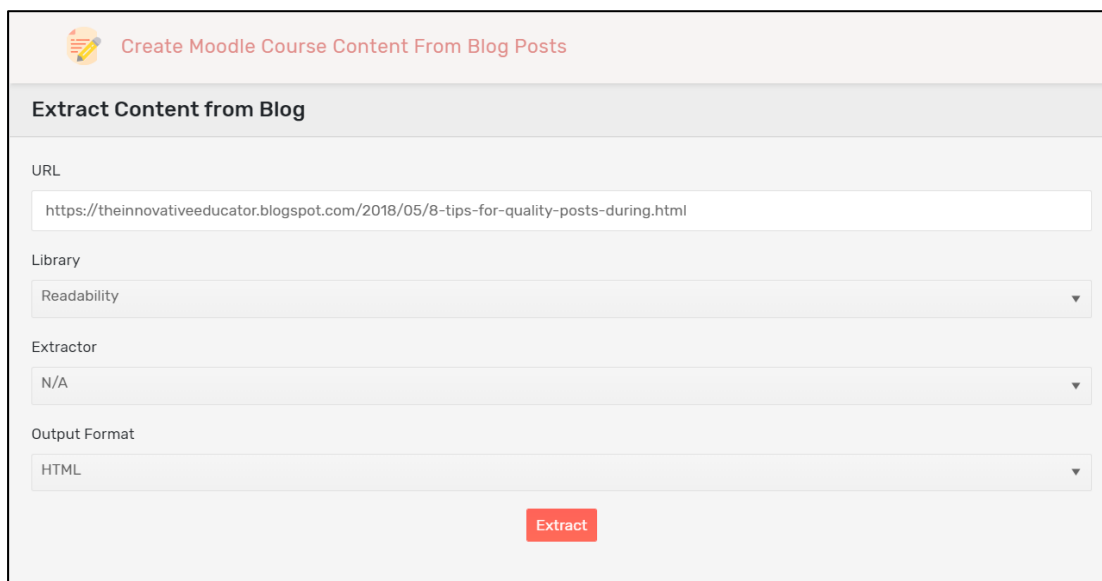 Create Moodle Course Content From Blog Posts
Extract Content from Blog
URL
https://theinnovativeeducator.blogspot.com/2018/05/8-tips-for-quality-posts-during.html
Library
Readability
Extractor
N/A
Output Format
HTML
Extract